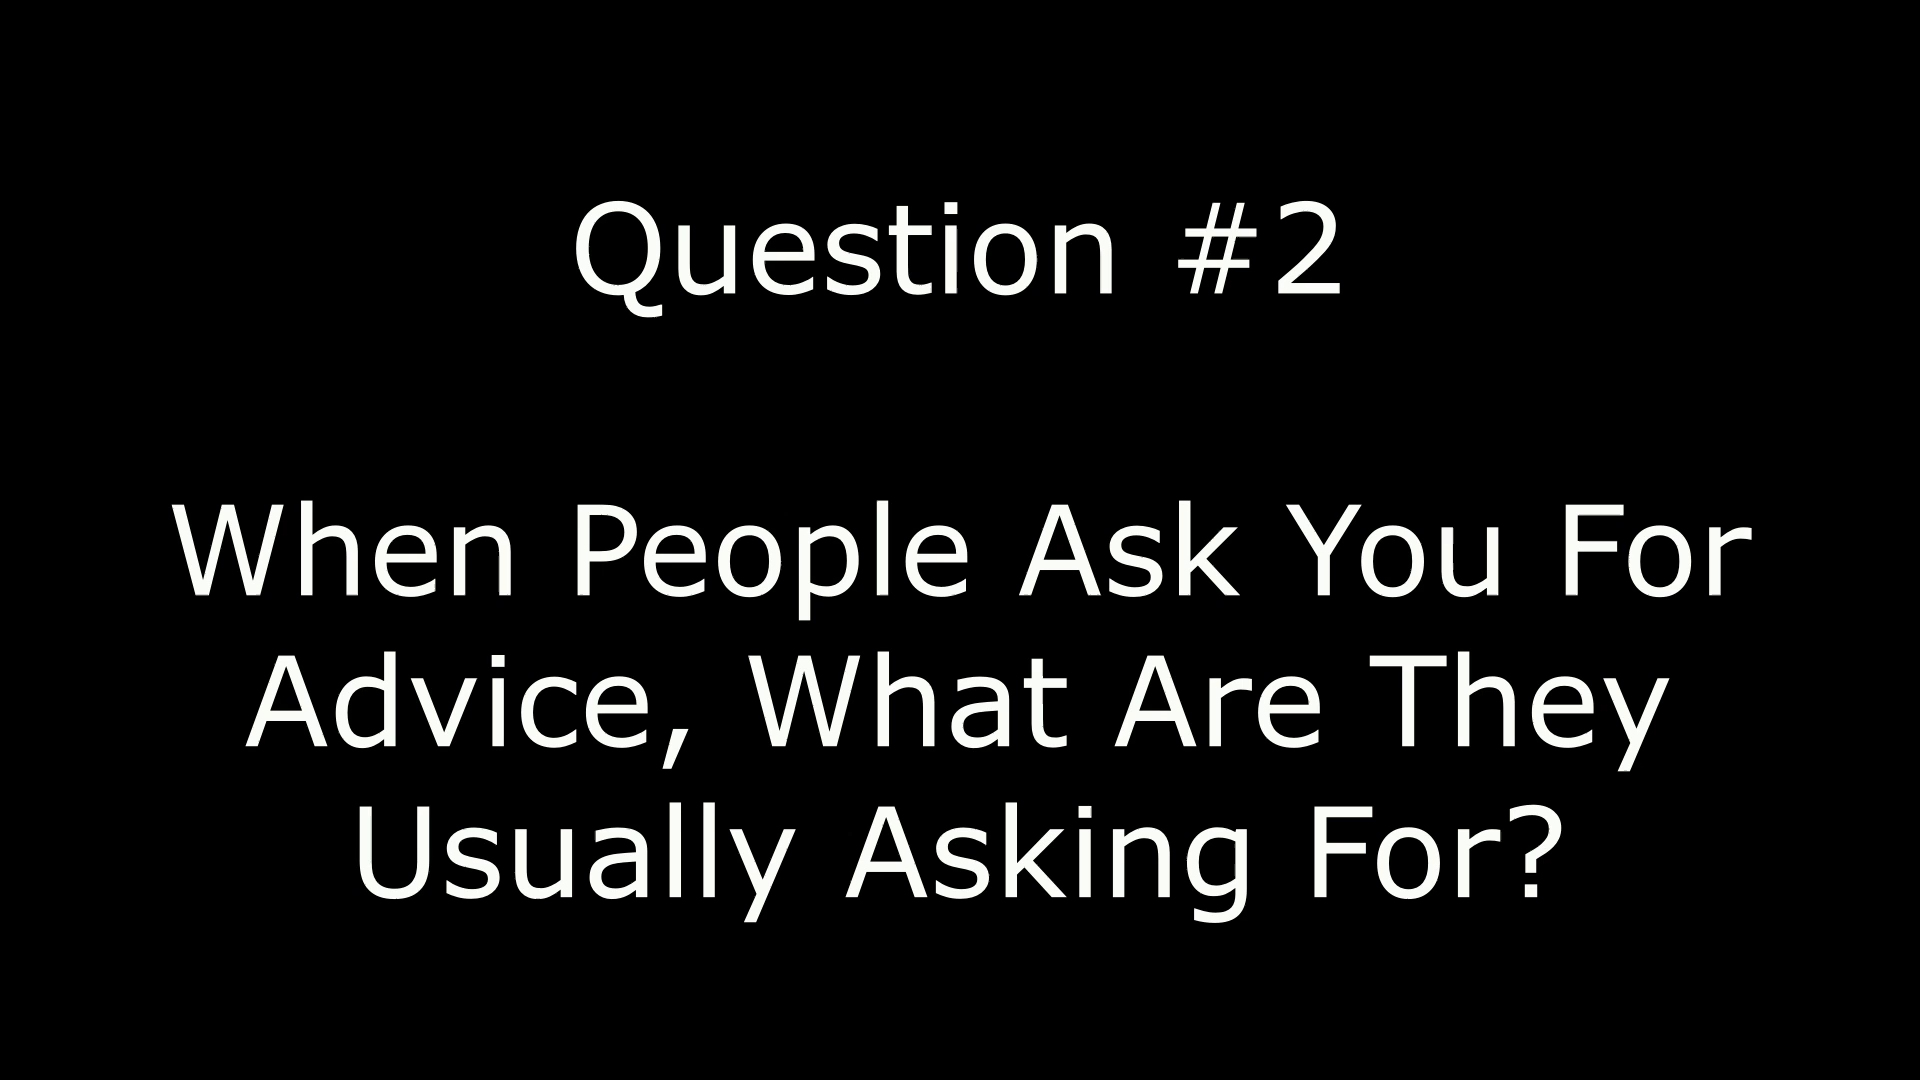 Question #2
When People Ask You For
Advice, What Are They
Usually Asking For?